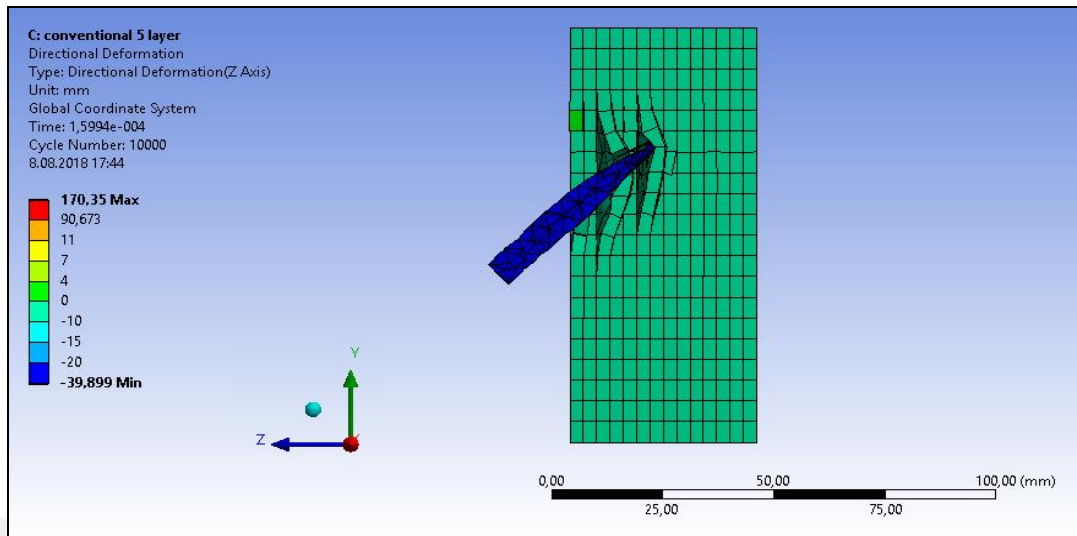 C: conventional 5 layer
Directional Deformation
Type: Directional Deformation(Z Axis)
Unit: mm
Global Coordinate System
Time: 1,5994e-004
Cycle Number: 10000
8.08.2018 17:44
170,35 Max
90,673
11
7
4
0
-10
-15
-20
-39,899 Min
Y
Z
0,00 50,00 100,00 (mm)
25,00 75,00